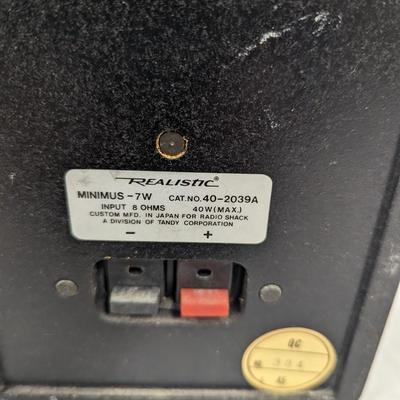 REALISTIC
MINIMUS-7W CAT.NO.40-2039A
INPUT 8 OHMS 40W(MAX.)
CUSTOM MFD. IN JAPAN FOR RADIO SHACK
A DIVISION OF TANDY CORPORATION
- +
QC
334